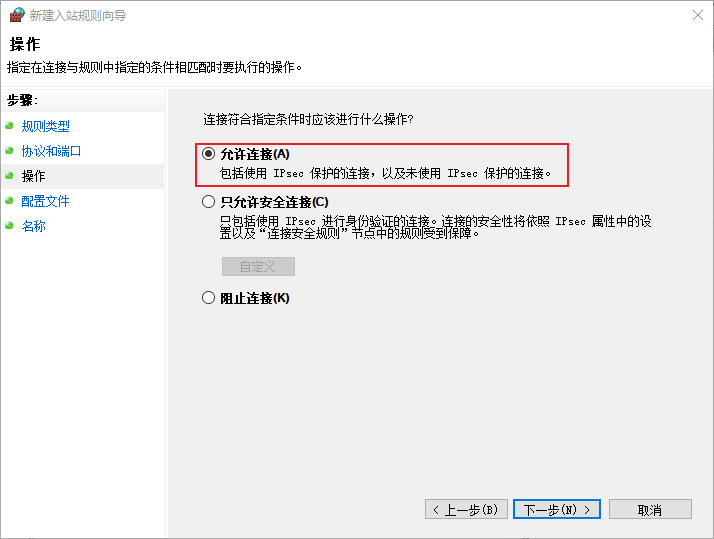 新建入站规则向导
操作
指定在连接与规则中指定的条件相匹配时要执行的操作。
步骤:
规则类型
协议和端口
操作
配置文件
名称
连接符合指定条件时应该进行什么操作?
允许连接(A)
包括使用 IPsec 保护的连接，以及未使用 IPsec 保护的连接。
只允许安全连接(C)
只包括使用 IPsec 进行身份验证的连接。连接的安全性将依照 IPsec 属性中的设
置以及“连接安全规则”节点中的规则受到保障。
自定义
阻止连接(K)
< 上一步(B)
下一步(N) >
取消